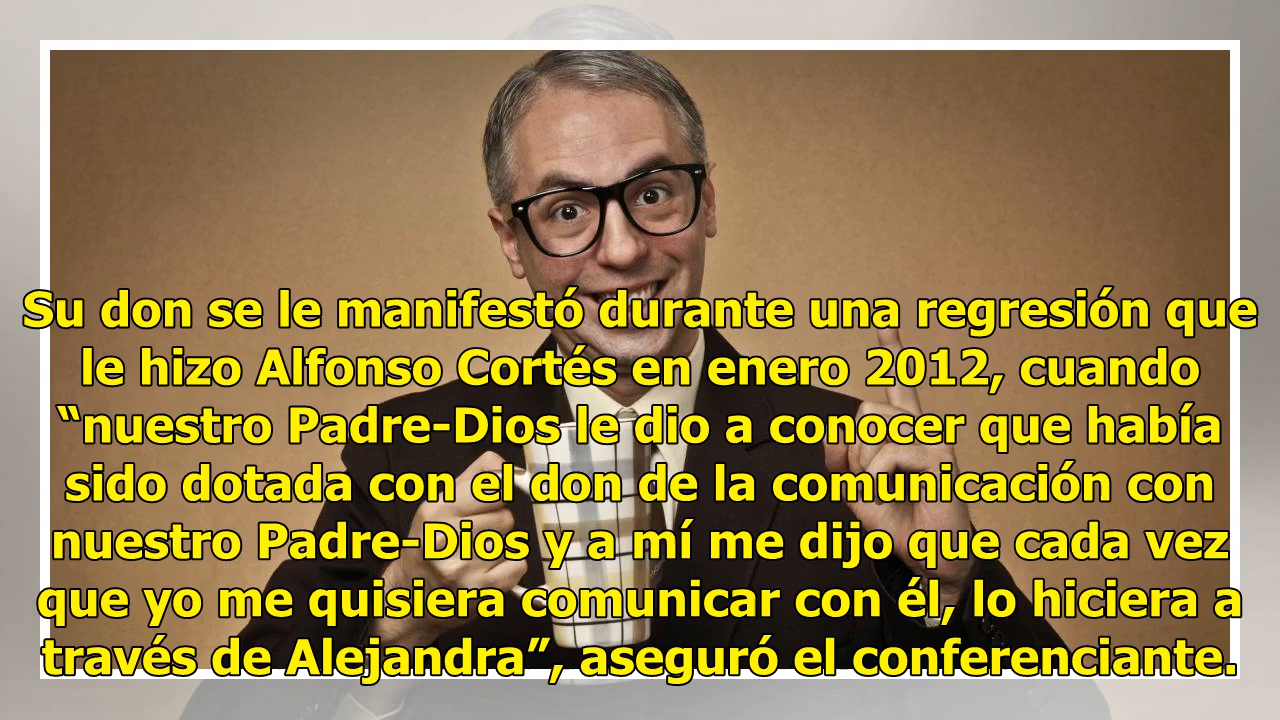 Su don se le manifestó durante una regresión que
le hizo Alfonso Cortés en enero 2012, cuando
“nuestro Padre-Dios le dio a conocer que había
sido dotada con el don de la comunicación con
nuestro Padre-Dios y a mí me dijo que cada vez
que yo me quisiera comunicar con él, lo hiciera a
través de Alejandra”, aseguró el conferenciante.